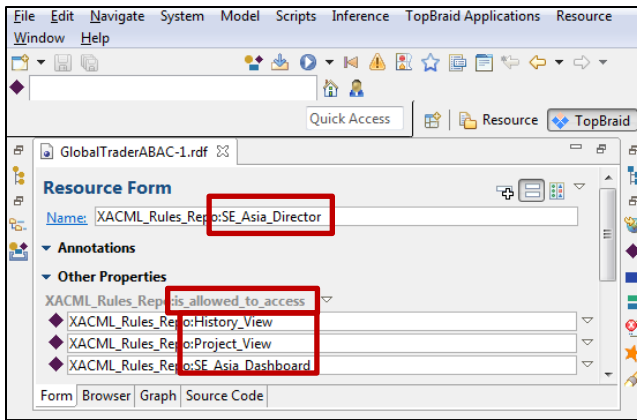 File Edit Navigate System Model Scripts Inference TopBraid Applications Resource
Window Help
Quick Access
Resource
TopBraid
GlobalTraderABAC-1.rdf
Resource Form
Name: XACML_Rules_Repo:SE_Asia_Director
Annotations
Other Properties
XACML_Rules_Repo:is_allowed_to_access
XACML_Rules_Repo:History_View
XACML_Rules_Repo:Project_View
XACML_Rules_Repo:SE_Asia_Dashboard
Form Browser Graph Source Code